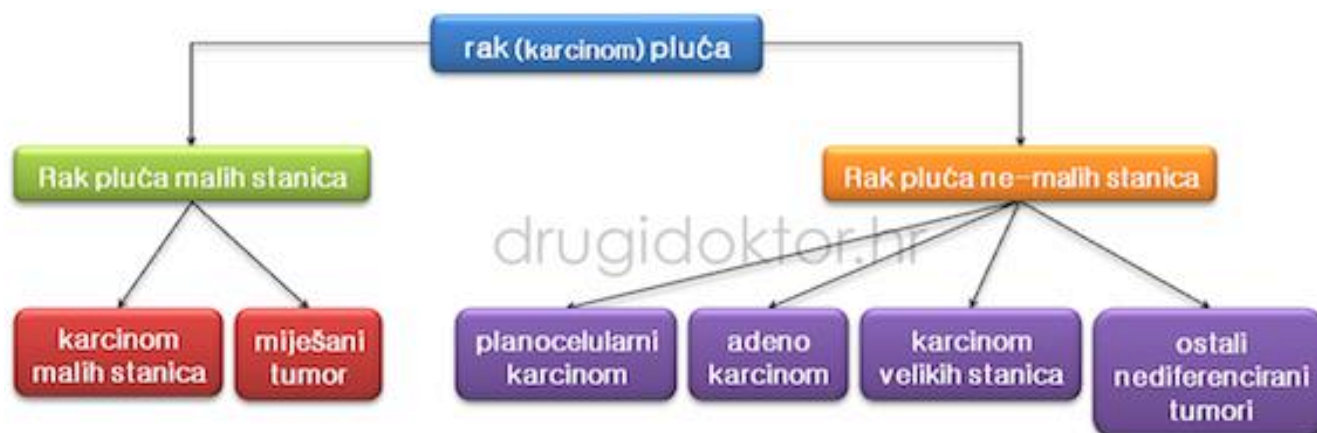 rak (karcinom) pluća
Rak pluća malih stanica
Rak pluća ne-malih stanica
drugidoktor.hr
karcinom
malih stanica
miješani
tumor
planocelularni
karcinom
adeno
karcinom
karcinom
velikih stanica
ostali
nediferencirani
tumori